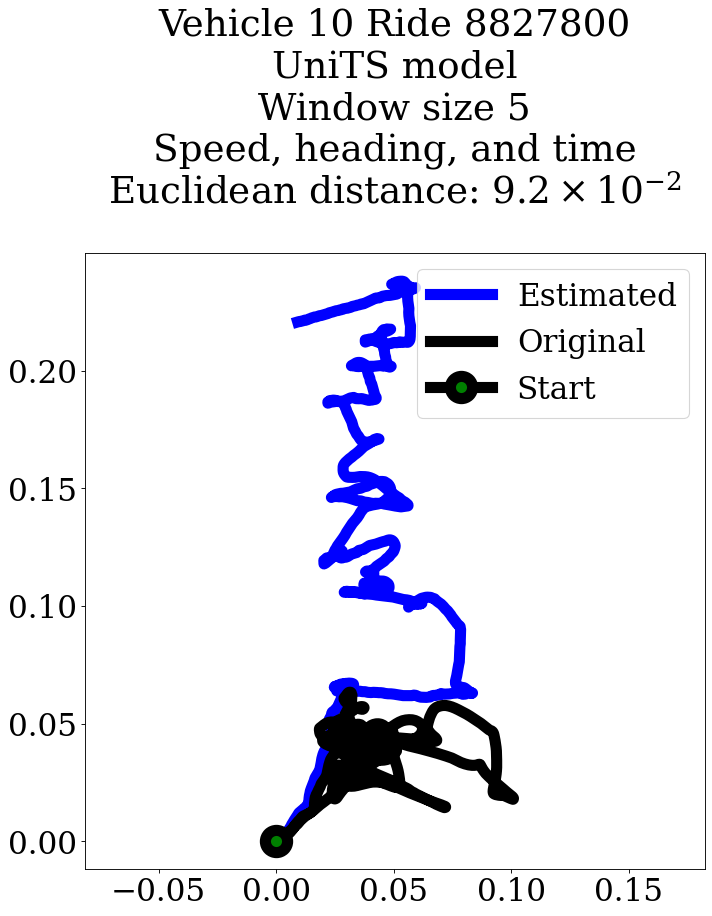 Vehicle 10 Ride 8827800
UniTS model
Window size 5
Speed, heading, and time
Euclidean distance: 9.2 × 10⁻²
Estimated
Original
Start
0.20
0.15
0.10
0.05
0.00
−0.05 0.00 0.05 0.10 0.15